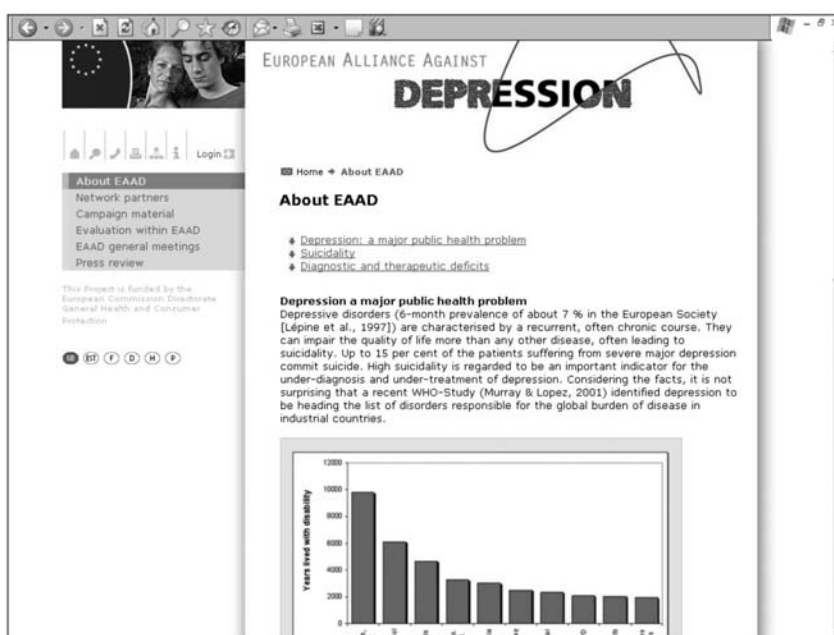 EUROPEAN ALLIANCE AGAINST
DEPRESSION
Login
Home → About EAAD
About EAAD
Network partners
Campaign material
Evaluation within EAAD
EAAD general meetings
Press review
This Project is funded by the
European Commission Directorate
General Health and Consumer
Protection
GB EST F D H P
About EAAD
Depression: a major public health problem
Suicidality
Diagnostic and therapeutic deficits
Depression a major public health problem
Depressive disorders (6-month prevalence of about 7 % in the European Society
[Lépine et al., 1997]) are characterised by a recurrent, often chronic course. They
can impair the quality of life more than any other disease, often leading to
suicidality. Up to 15 per cent of the patients suffering from severe major depression
commit suicide. High suicidality is regarded to be an important indicator for the
under-diagnosis and under-treatment of depression. Considering the facts, it is not
surprising that a recent WHO-Study (Murray & Lopez, 2001) identified depression to
be heading the list of disorders responsible for the global burden of disease in
industrial countries.
Years lived with disability
12000
10000
8000
6000
4000
2000
0